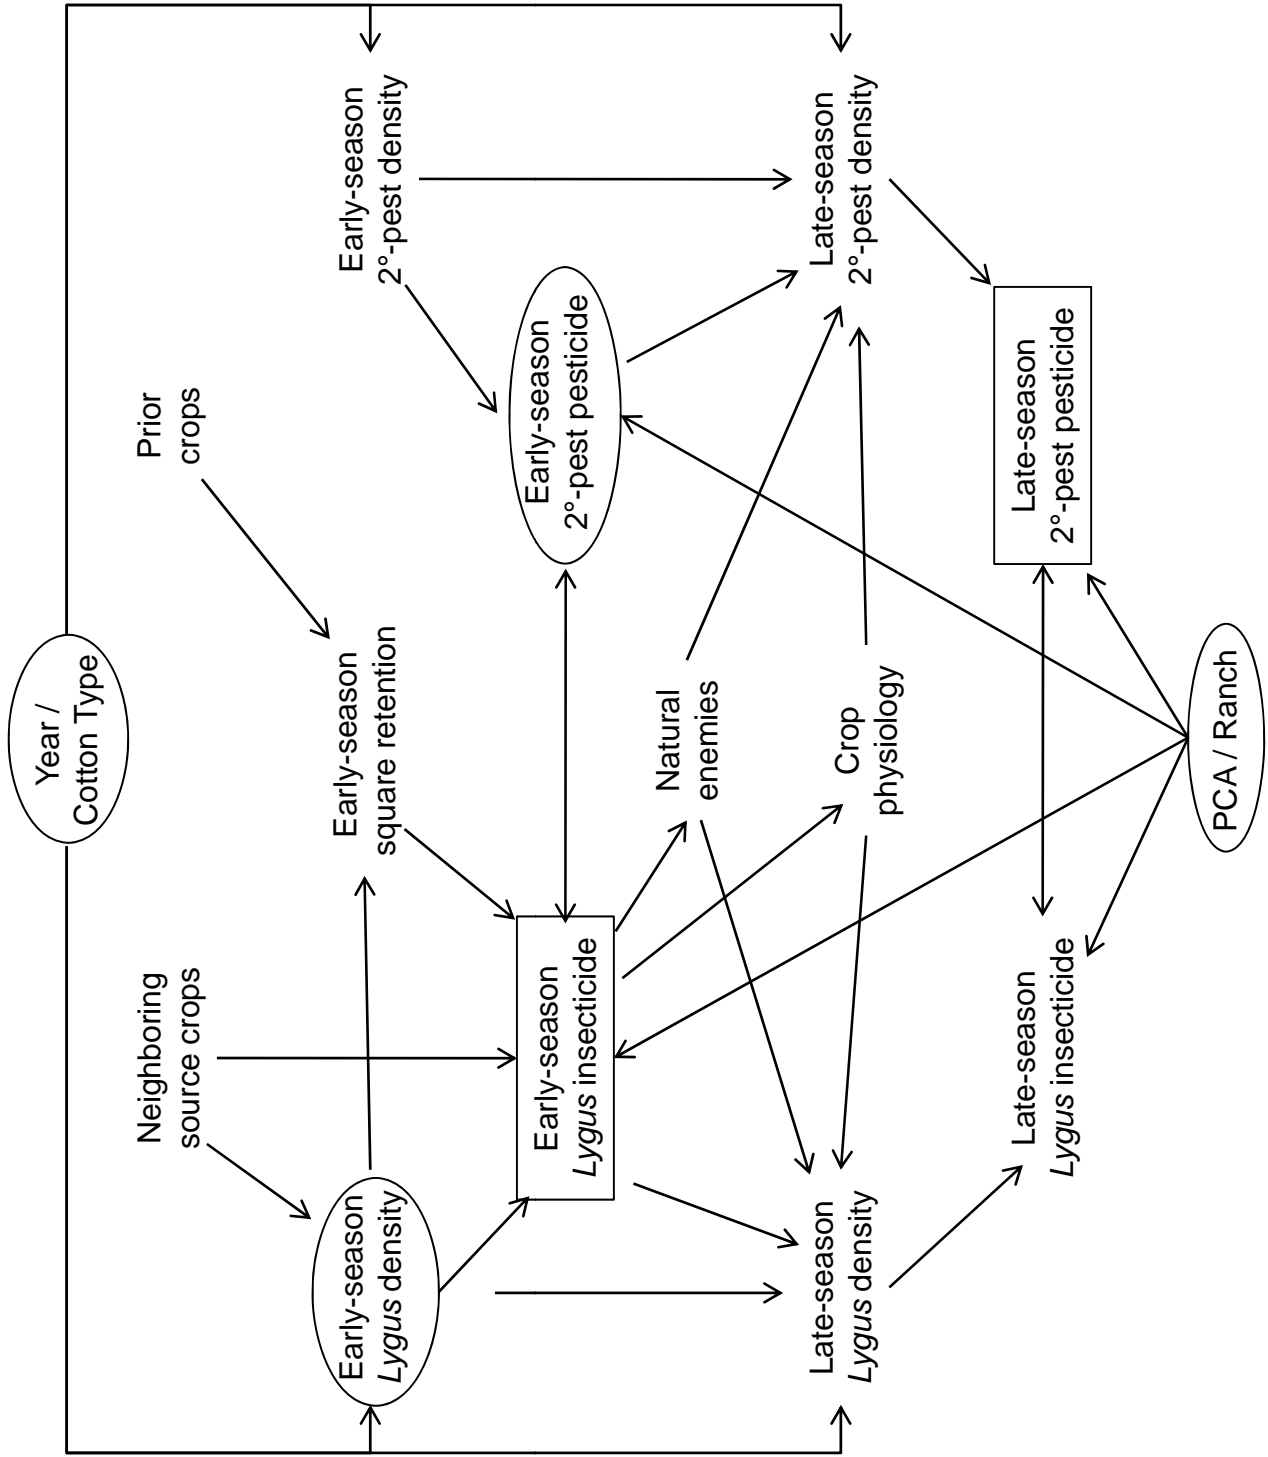 Year /
Cotton Type
Neighboring
source crops
Prior
crops
Early-season
Lygus density
Early-season
square retention
Early-season
2°-pest density
Early-season
Lygus insecticide
Early-season
2°-pest pesticide
Natural
enemies
Crop
physiology
Late-season
Lygus density
Late-season
2°-pest density
Late-season
Lygus insecticide
Late-season
2°-pest pesticide
PCA / Ranch